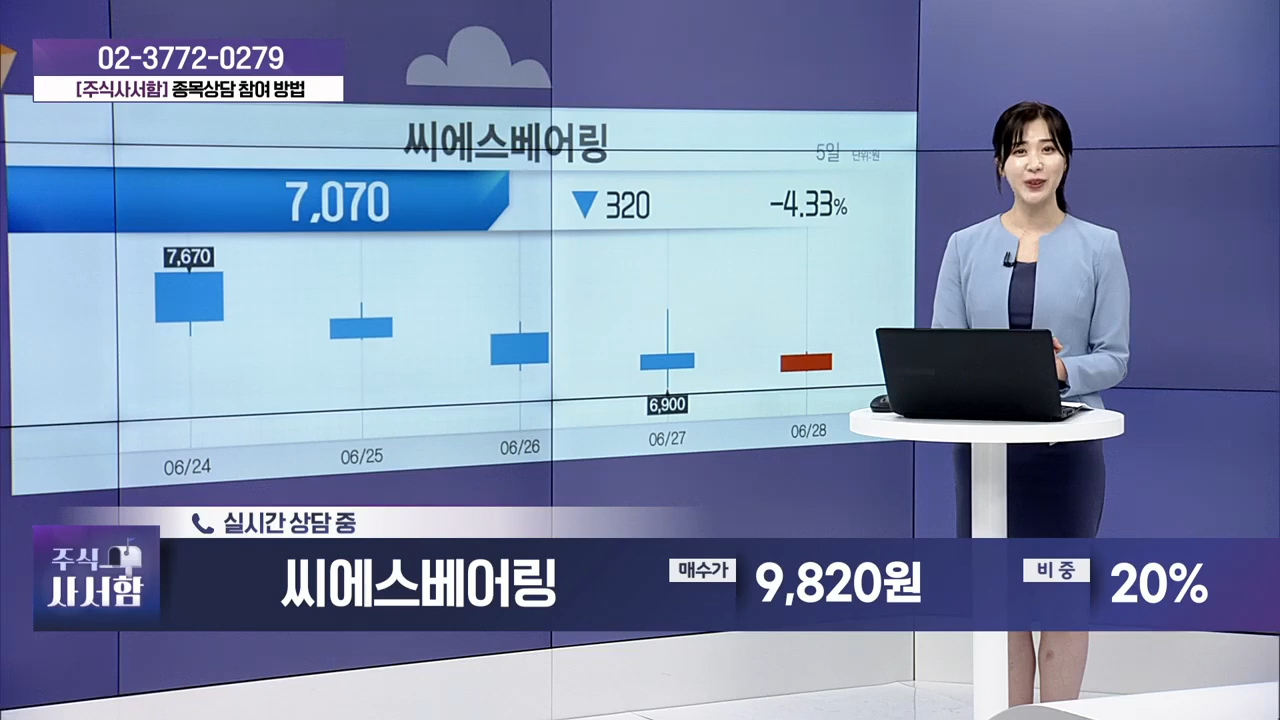 02-3772-0279
[주식사서함] 종목상담 참여 방법
씨에스베어링
5일 단위:원
7,070 ▼ 320 -4.33%
7,670
6,900
06/24 06/25 06/26 06/27 06/28
실시간 상담 중
주식
사서함
씨에스베어링 매수가 9,820원 비중 20%